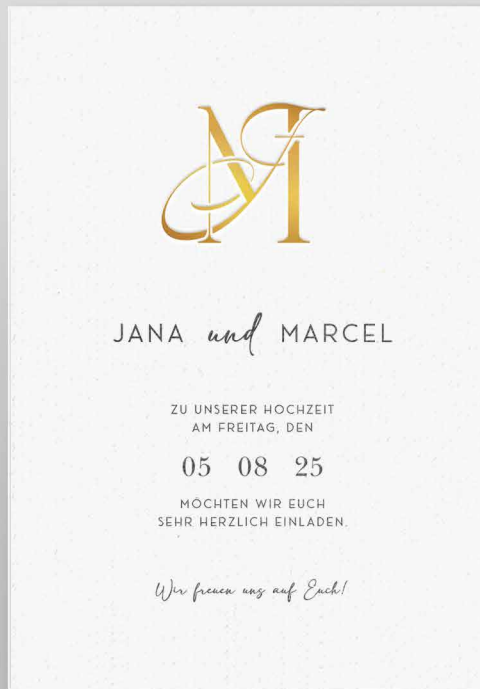 JANA und MARCEL
ZU UNSERER HOCHZEIT
AM FREITAG, DEN
05 08 25
MÖCHTEN WIR EUCH
SEHR HERZLICH EINLADEN.
Wir freuen uns auf Euch!